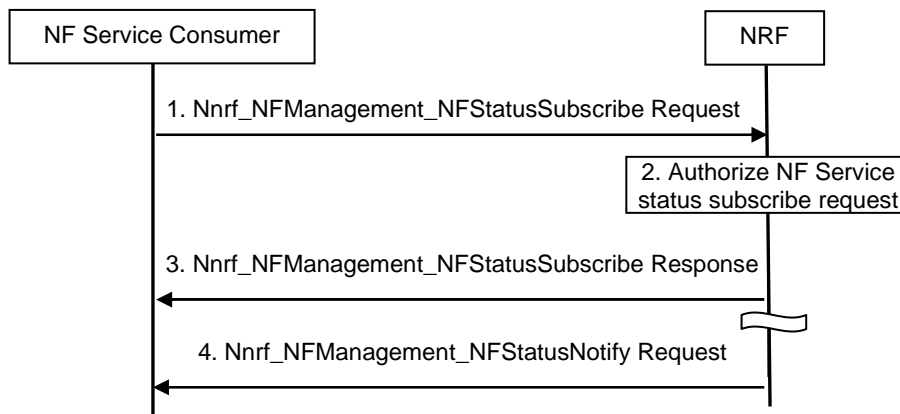 NF Service Consumer
NRF
1. Nnrf_NFManagement_NFStatusSubscribe Request
2. Authorize NF Service
status subscribe request
3. Nnrf_NFManagement_NFStatusSubscribe Response
4. Nnrf_NFManagement_NFStatusNotify Request